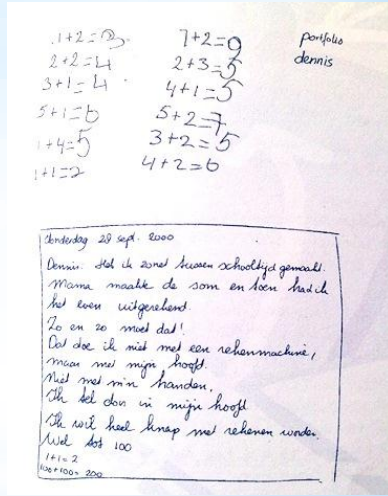 1+2=3
2+2=4
3+1=4
5+1=6
1+4=5
1+1=2
7+2=9
2+3=5
4+1=5
5+2=7
3+2=5
4+2=6
portfolio
dennis
donderdag 28 sept. 2000
Dennis: Heb ik zonet tussen schooltijd gemaakt.
Mama maakte de som en toen had ik
het even uitgerekend.
Zo en zo moet dat!
Dat doe ik niet met een rekenmachine,
maar met mijn hoofd.
Niet met m'n handen.
Ik tel dan in mijn hoofd
Ik wil heel knap met rekenen worden.
Wel tot 100
1+1=2
100+100=200